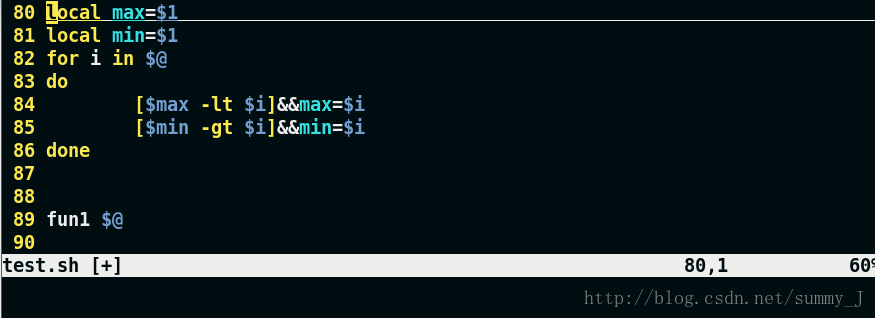 80 local max=$1
81 local min=$1
82 for i in $@
83 do
84         [$max -lt $i]&&max=$i
85         [$min -gt $i]&&min=$i
86 done
87
88
89 fun1 $@
90
test.sh [+] 80,1 60%
http://blog.csdn.net/summy_J